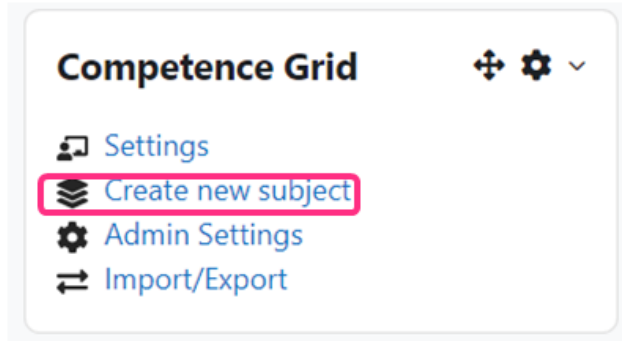 Competence Grid
Settings
Create new subject
Admin Settings
Import/Export